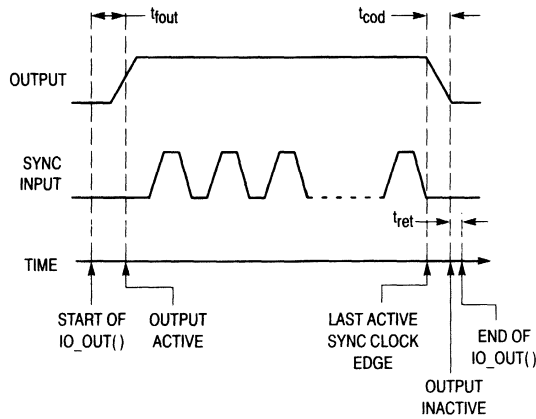 tfout
tcod
OUTPUT
SYNC
INPUT
tret
TIME
START OF
IO_OUT( )
OUTPUT
ACTIVE
LAST ACTIVE
SYNC CLOCK
EDGE
END OF
IO_OUT( )
OUTPUT
INACTIVE